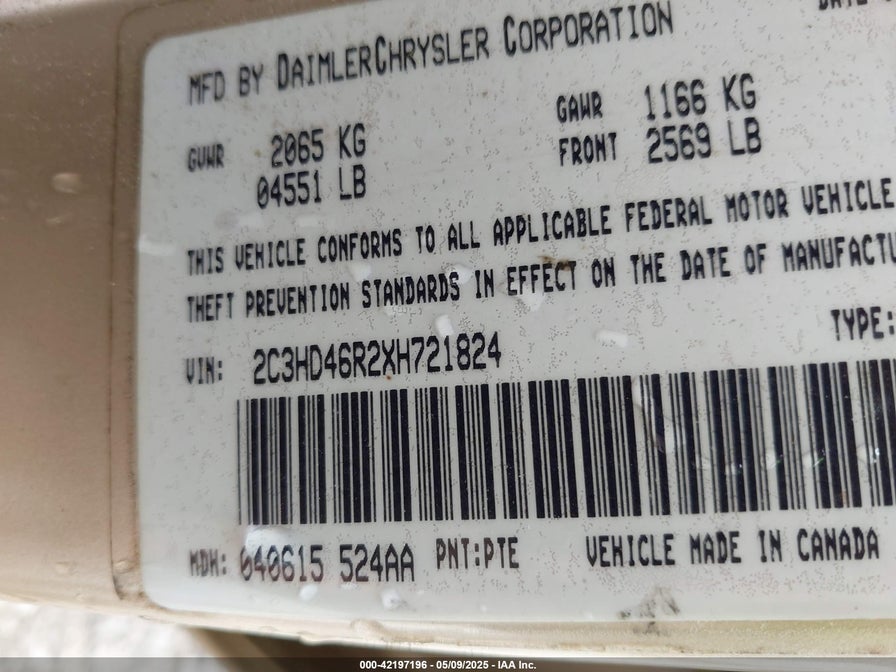 MFD BY DAIMLERCHRYSLER CORPORATION
GVWR 2065 KG
04551 LB
GAWR 1166 KG
FRONT 2569 LB
THIS VEHICLE CONFORMS TO ALL APPLICABLE FEDERAL MOTOR VEHICLE
THEFT PREVENTION STANDARDS IN EFFECT ON THE DATE OF MANUFACTU
VIN: 2C3HD46R2XH721824
TYPE:
MDH: 040615 524AA PNT:PTE VEHICLE MADE IN CANADA
000-42197196 - 05/09/2025 - IAA Inc.